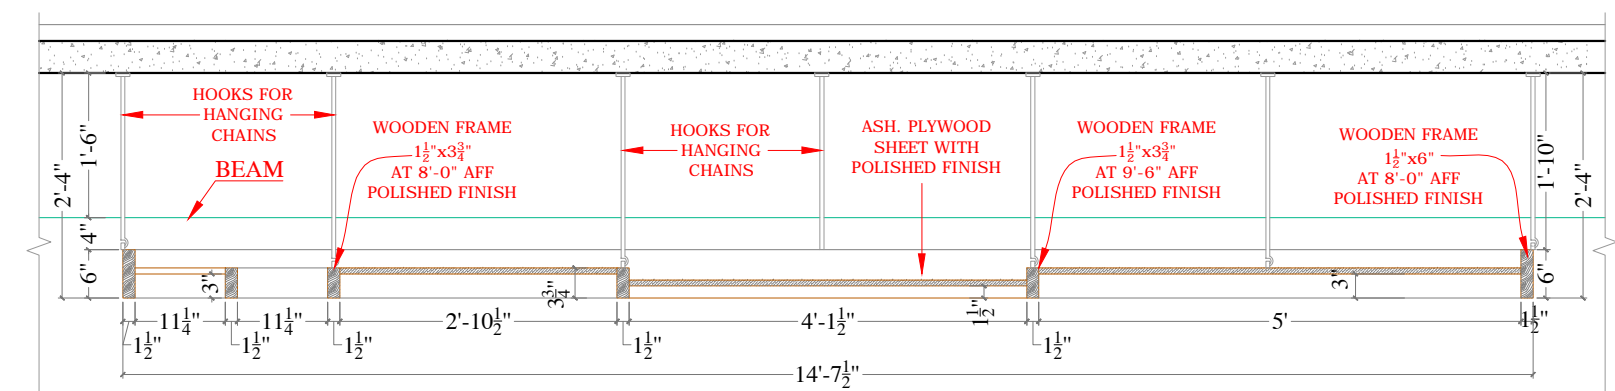 HOOKS FOR
HANGING
CHAINS
BEAM
WOODEN FRAME
1½"x3¾"
AT 8'-0" AFF
POLISHED FINISH
HOOKS FOR
HANGING
CHAINS
ASH. PLYWOOD
SHEET WITH
POLISHED FINISH
WOODEN FRAME
1½"x3¾"
AT 9'-6" AFF
POLISHED FINISH
WOODEN FRAME
1½"x6"
AT 8'-0" AFF
POLISHED FINISH
2'-4"
1'-6"
4"
6"
3"
3¾"
1½"
3"
1'-10"
6"
2'-4"
11¼"
11¼"
2'-10½"
4'-1½"
5'
1½"
1½"
1½"
1½"
1½"
1½"
14'-7½"